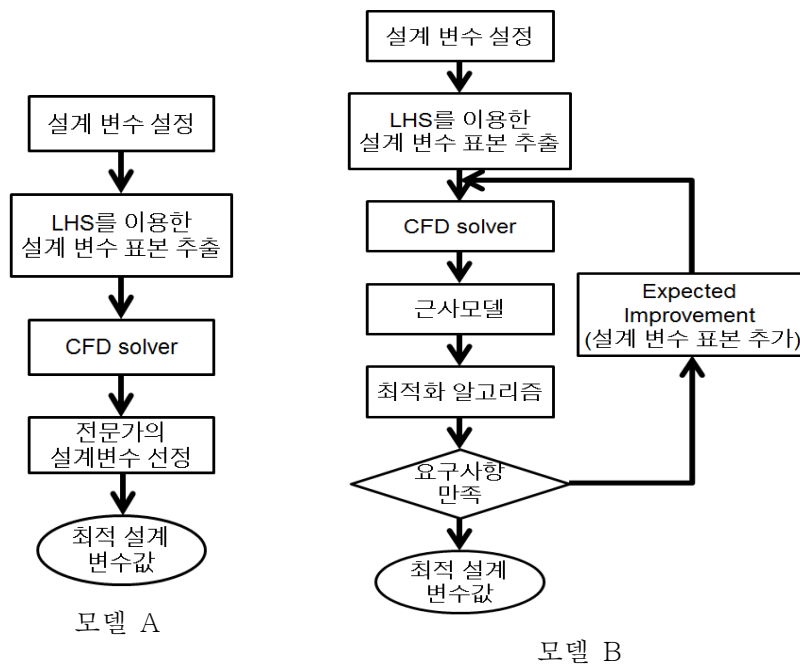 설계 변수 설정
LHS를 이용한
설계 변수 표본 추출
CFD solver
전문가의
설계변수 선정
최적 설계
변수값
모델 A
설계 변수 설정
LHS를 이용한
설계 변수 표본 추출
CFD solver
근사모델
최적화 알고리즘
요구사항
만족
최적 설계
변수값
Expected
Improvement
(설계 변수 표본 추가)
모델 B